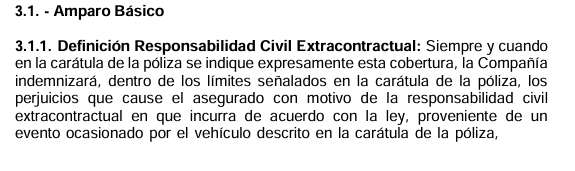 3.1. - Amparo Básico
3.1.1. Definición Responsabilidad Civil Extracontractual: Siempre y cuando
en la carátula de la póliza se indique expresamente esta cobertura, la Compañía
indemnizará, dentro de los límites señalados en la carátula de la póliza, los
perjuicios que cause el asegurado con motivo de la responsabilidad civil
extracontractual en que incurra de acuerdo con la ley, proveniente de un
evento ocasionado por el vehículo descrito en la carátula de la póliza,